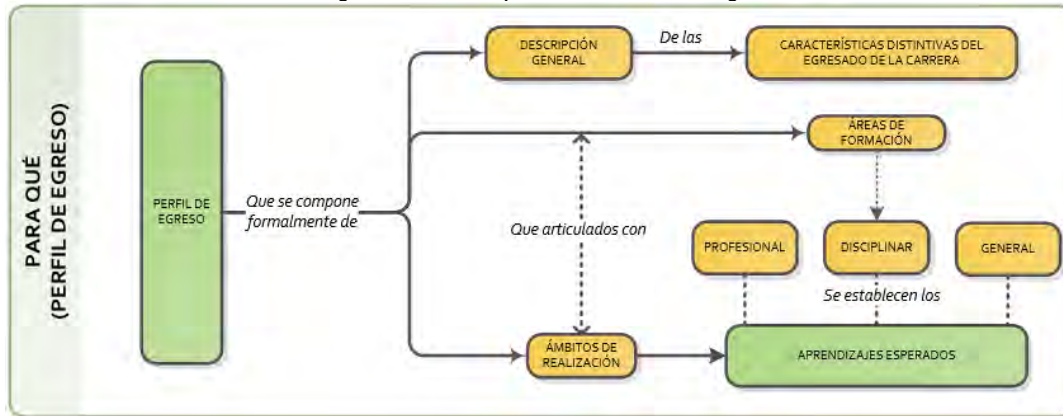 PARA QUÉ
(PERFIL DE EGRESO)
PERFIL DE
EGRESO
Que se compone
formalmente de
DESCRIPCIÓN
GENERAL
De las
CARACTERÍSTICAS DISTINTIVAS DEL
EGRESADO DE LA CARRERA
ÁREAS DE
FORMACIÓN
Que articulados con
PROFESIONAL
DISCIPLINAR
GENERAL
Se establecen los
ÁMBITOS DE
REALIZACIÓN
APRENDIZAJES ESPERADOS